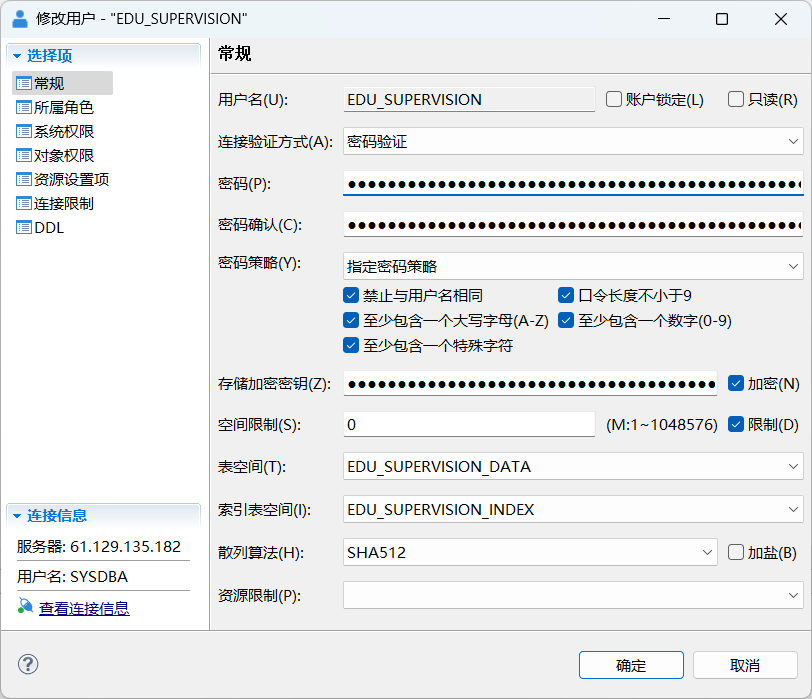 修改用户 - "EDU_SUPERVISION"
选择项
常规
所属角色
系统权限
对象权限
资源设置项
连接限制
DDL
连接信息
服务器: 61.129.135.182
用户名: SYSDBA
查看连接信息
常规
用户名(U): EDU_SUPERVISION 账户锁定(L) 只读(R)
连接验证方式(A): 密码验证
密码(P):
密码确认(C):
密码策略(Y): 指定密码策略
禁止与用户名相同 口令长度不小于9
至少包含一个大写字母(A-Z) 至少包含一个数字(0-9)
至少包含一个特殊字符
存储加密密钥(Z): 加密(N)
空间限制(S): 0 (M:1~1048576) 限制(D)
表空间(T): EDU_SUPERVISION_DATA
索引表空间(I): EDU_SUPERVISION_INDEX
散列算法(H): SHA512 加盐(B)
资源限制(P):
确定 取消